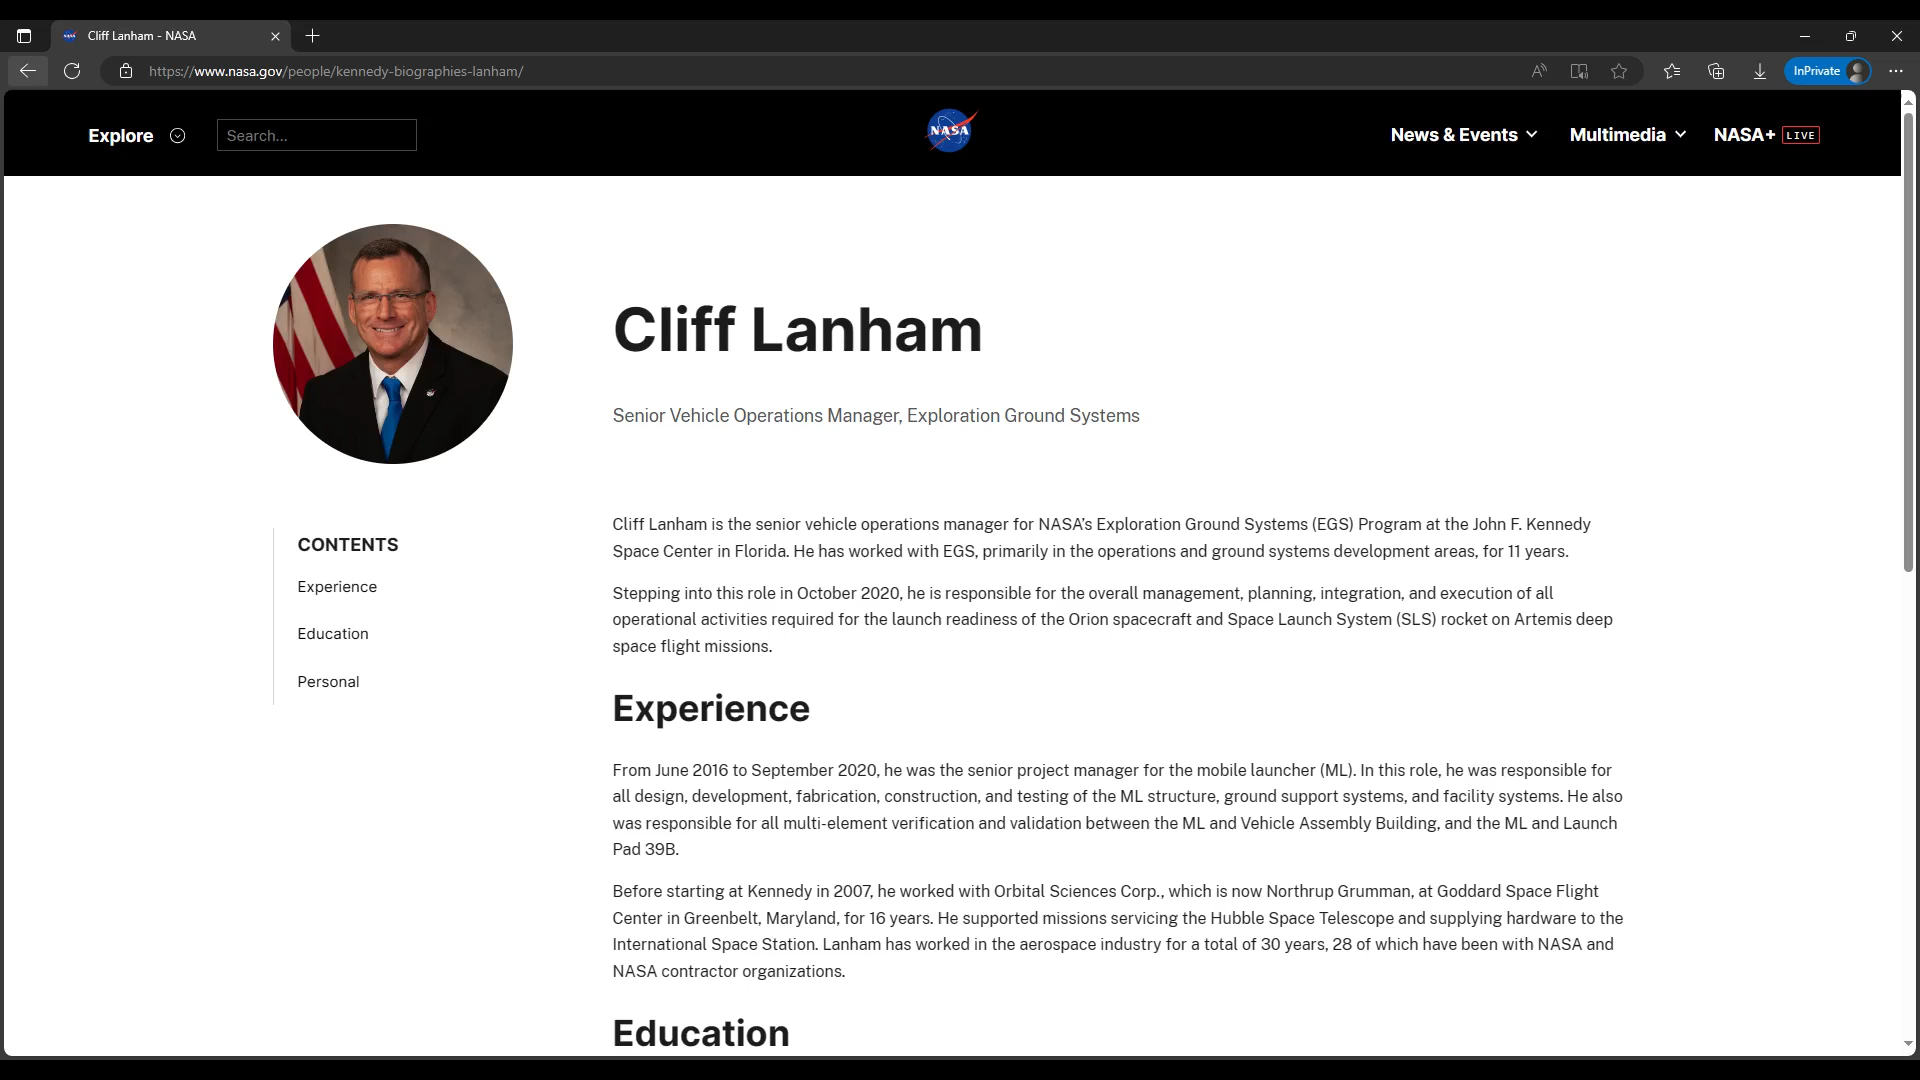 Cliff Lanham - NASA
https://www.nasa.gov/people/kennedy-biographies-lanham/
InPrivate
Explore
Search...
NASA
News & Events
Multimedia
NASA+ LIVE
Cliff Lanham
Senior Vehicle Operations Manager, Exploration Ground Systems
CONTENTS
Experience
Education
Personal
Cliff Lanham is the senior vehicle operations manager for NASA's Exploration Ground Systems (EGS) Program at the John F. Kennedy
Space Center in Florida. He has worked with EGS, primarily in the operations and ground systems development areas, for 11 years.
Stepping into this role in October 2020, he is responsible for the overall management, planning, integration, and execution of all
operational activities required for the launch readiness of the Orion spacecraft and Space Launch System (SLS) rocket on Artemis deep
space flight missions.
Experience
From June 2016 to September 2020, he was the senior project manager for the mobile launcher (ML). In this role, he was responsible for
all design, development, fabrication, construction, and testing of the ML structure, ground support systems, and facility systems. He also
was responsible for all multi-element verification and validation between the ML and Vehicle Assembly Building, and the ML and Launch
Pad 39B.
Before starting at Kennedy in 2007, he worked with Orbital Sciences Corp., which is now Northrup Grumman, at Goddard Space Flight
Center in Greenbelt, Maryland, for 16 years. He supported missions servicing the Hubble Space Telescope and supplying hardware to the
International Space Station. Lanham has worked in the aerospace industry for a total of 30 years, 28 of which have been with NASA and
NASA contractor organizations.
Education